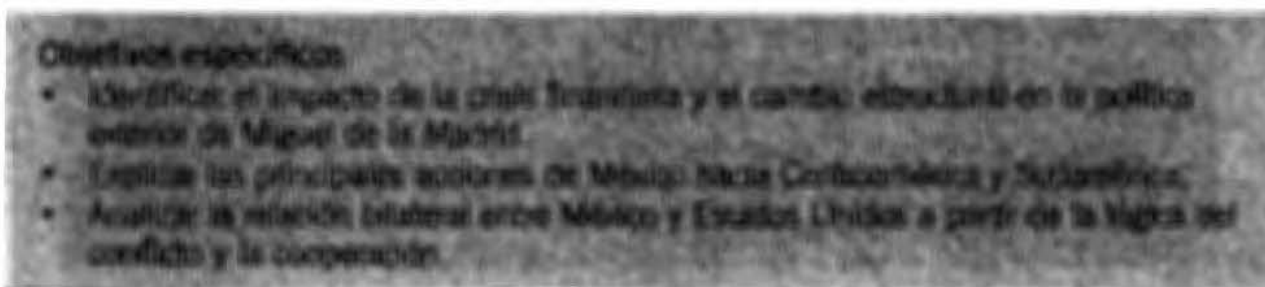 Objetivos específicos
• Identificar el impacto de la crisis financiera y el cambio estructural en la política
exterior de Miguel de la Madrid.
• Explicar las principales acciones de México hacia Centroamérica y Sudamérica.
• Analizar la relación bilateral entre México y Estados Unidos a partir de la lógica del
conflicto y la cooperación.